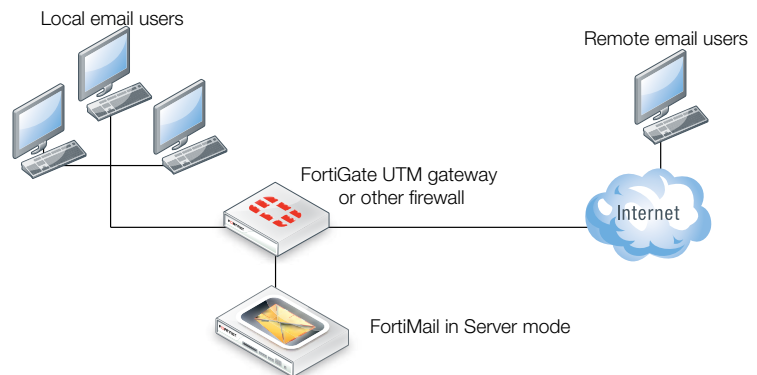 Local email users
Remote email users
FortiGate UTM gateway
or other firewall
Internet
FortiMail in Server mode